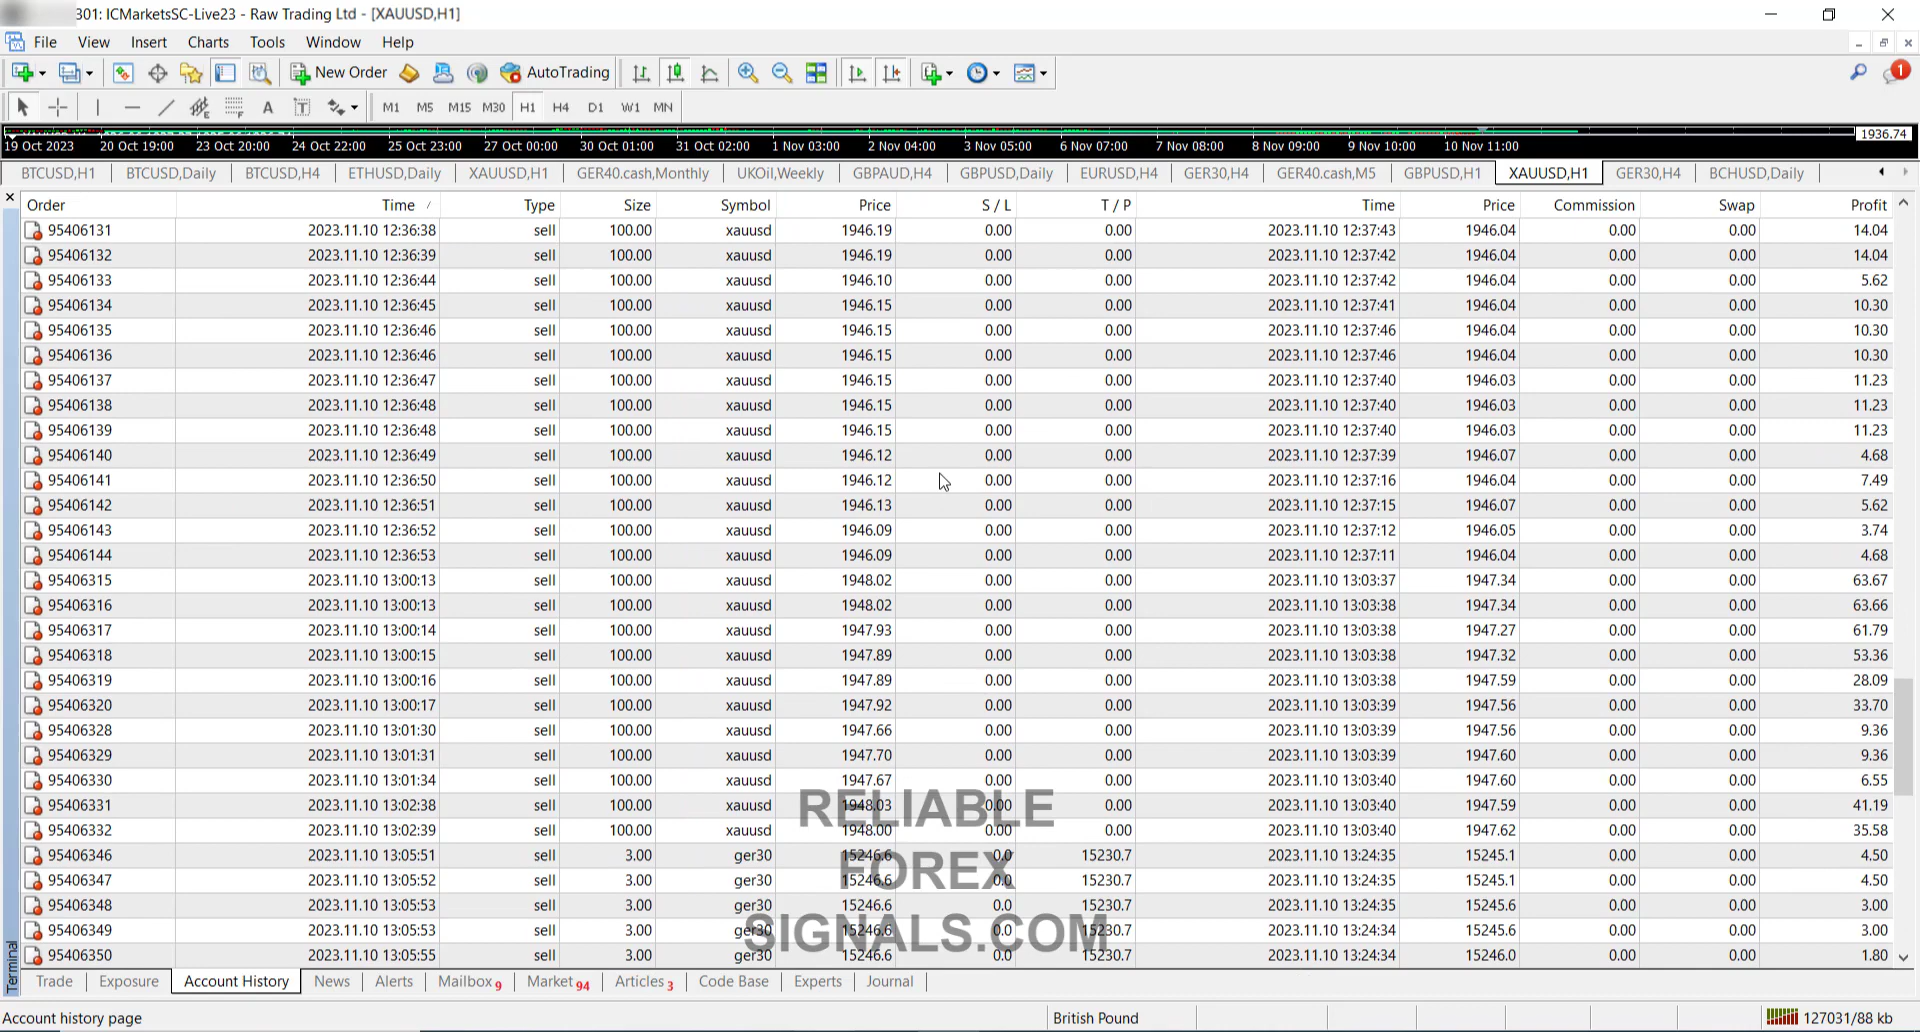 301: ICMarketsSC-Live23 - Raw Trading Ltd - [XAUUSD,H1]
File View Insert Charts Tools Window Help
New Order AutoTrading 1
A T M1 M5 M15 M30 H1 H4 D1 W1 MN
1936.74
19 Oct 2023 20 Oct 19:00 23 Oct 20:00 24 Oct 22:00 25 Oct 23:00 27 Oct 00:00 30 Oct 01:00 31 Oct 02:00 1 Nov 03:00 2 Nov 04:00 3 Nov 05:00 6 Nov 07:00 7 Nov 08:00 8 Nov 09:00 9 Nov 10:00 10 Nov 11:00
BTCUSD,H1 BTCUSD,Daily BTCUSD,H4 ETHUSD,Daily XAUUSD,H1 GER40.cash,Monthly UKOil,Weekly GBPAUD,H4 GBPUSD,Daily EURUSD,H4 GER30,H4 GER40.cash,M5 GBPUSD,H1 XAUUSD,H1 GER30,H4 BCHUSD,Daily
Order Time / Type Size Symbol Price S / L T / P Time Price Commission Swap Profit
95406131 2023.11.10 12:36:38 sell 100.00 xauusd 1946.19 0.00 0.00 2023.11.10 12:37:43 1946.04 0.00 0.00 14.04
95406132 2023.11.10 12:36:39 sell 100.00 xauusd 1946.19 0.00 0.00 2023.11.10 12:37:42 1946.04 0.00 0.00 14.04
95406133 2023.11.10 12:36:44 sell 100.00 xauusd 1946.10 0.00 0.00 2023.11.10 12:37:42 1946.04 0.00 0.00 5.62
95406134 2023.11.10 12:36:45 sell 100.00 xauusd 1946.15 0.00 0.00 2023.11.10 12:37:41 1946.04 0.00 0.00 10.30
95406135 2023.11.10 12:36:46 sell 100.00 xauusd 1946.15 0.00 0.00 2023.11.10 12:37:46 1946.04 0.00 0.00 10.30
95406136 2023.11.10 12:36:46 sell 100.00 xauusd 1946.15 0.00 0.00 2023.11.10 12:37:46 1946.04 0.00 0.00 10.30
95406137 2023.11.10 12:36:47 sell 100.00 xauusd 1946.15 0.00 0.00 2023.11.10 12:37:40 1946.03 0.00 0.00 11.23
95406138 2023.11.10 12:36:48 sell 100.00 xauusd 1946.15 0.00 0.00 2023.11.10 12:37:40 1946.03 0.00 0.00 11.23
95406139 2023.11.10 12:36:48 sell 100.00 xauusd 1946.15 0.00 0.00 2023.11.10 12:37:40 1946.03 0.00 0.00 11.23
95406140 2023.11.10 12:36:49 sell 100.00 xauusd 1946.12 0.00 0.00 2023.11.10 12:37:39 1946.07 0.00 0.00 4.68
95406141 2023.11.10 12:36:50 sell 100.00 xauusd 1946.12 0.00 0.00 2023.11.10 12:37:16 1946.04 0.00 0.00 7.49
95406142 2023.11.10 12:36:51 sell 100.00 xauusd 1946.13 0.00 0.00 2023.11.10 12:37:15 1946.07 0.00 0.00 5.62
95406143 2023.11.10 12:36:52 sell 100.00 xauusd 1946.09 0.00 0.00 2023.11.10 12:37:12 1946.05 0.00 0.00 3.74
95406144 2023.11.10 12:36:53 sell 100.00 xauusd 1946.09 0.00 0.00 2023.11.10 12:37:11 1946.04 0.00 0.00 4.68
95406315 2023.11.10 13:00:13 sell 100.00 xauusd 1948.02 0.00 0.00 2023.11.10 13:03:37 1947.34 0.00 0.00 63.67
95406316 2023.11.10 13:00:13 sell 100.00 xauusd 1948.02 0.00 0.00 2023.11.10 13:03:38 1947.34 0.00 0.00 63.66
95406317 2023.11.10 13:00:14 sell 100.00 xauusd 1947.93 0.00 0.00 2023.11.10 13:03:38 1947.27 0.00 0.00 61.79
95406318 2023.11.10 13:00:15 sell 100.00 xauusd 1947.89 0.00 0.00 2023.11.10 13:03:38 1947.32 0.00 0.00 53.36
95406319 2023.11.10 13:00:16 sell 100.00 xauusd 1947.89 0.00 0.00 2023.11.10 13:03:38 1947.59 0.00 0.00 28.09
95406320 2023.11.10 13:00:17 sell 100.00 xauusd 1947.92 0.00 0.00 2023.11.10 13:03:39 1947.56 0.00 0.00 33.70
95406328 2023.11.10 13:01:30 sell 100.00 xauusd 1947.66 0.00 0.00 2023.11.10 13:03:39 1947.56 0.00 0.00 9.36
95406329 2023.11.10 13:01:31 sell 100.00 xauusd 1947.70 0.00 0.00 2023.11.10 13:03:39 1947.60 0.00 0.00 9.36
95406330 2023.11.10 13:01:34 sell 100.00 xauusd 1947.67 0.00 0.00 2023.11.10 13:03:40 1947.60 0.00 0.00 6.55
95406331 2023.11.10 13:02:38 sell 100.00 xauusd 1948.03 0.00 0.00 2023.11.10 13:03:40 1947.59 0.00 0.00 41.19
95406332 2023.11.10 13:02:39 sell 100.00 xauusd 1948.00 0.00 0.00 2023.11.10 13:03:40 1947.62 0.00 0.00 35.58
95406346 2023.11.10 13:05:51 sell 3.00 ger30 15246.6 0.0 15230.7 2023.11.10 13:24:35 15245.1 0.00 0.00 4.50
95406347 2023.11.10 13:05:52 sell 3.00 ger30 15246.6 0.0 15230.7 2023.11.10 13:24:35 15245.1 0.00 0.00 4.50
95406348 2023.11.10 13:05:53 sell 3.00 ger30 15246.6 0.0 15230.7 2023.11.10 13:24:35 15245.6 0.00 0.00 3.00
95406349 2023.11.10 13:05:53 sell 3.00 ger30 15246.6 0.0 15230.7 2023.11.10 13:24:34 15245.6 0.00 0.00 3.00
95406350 2023.11.10 13:05:55 sell 3.00 ger30 15246.6 0.0 15230.7 2023.11.10 13:24:34 15246.0 0.00 0.00 1.80
RELIABLE
FOREX
SIGNALS.COM
Terminal
Trade Exposure Account History News Alerts Mailbox 9 Market 94 Articles 3 Code Base Experts Journal
Account history page British Pound 127031/88 kb